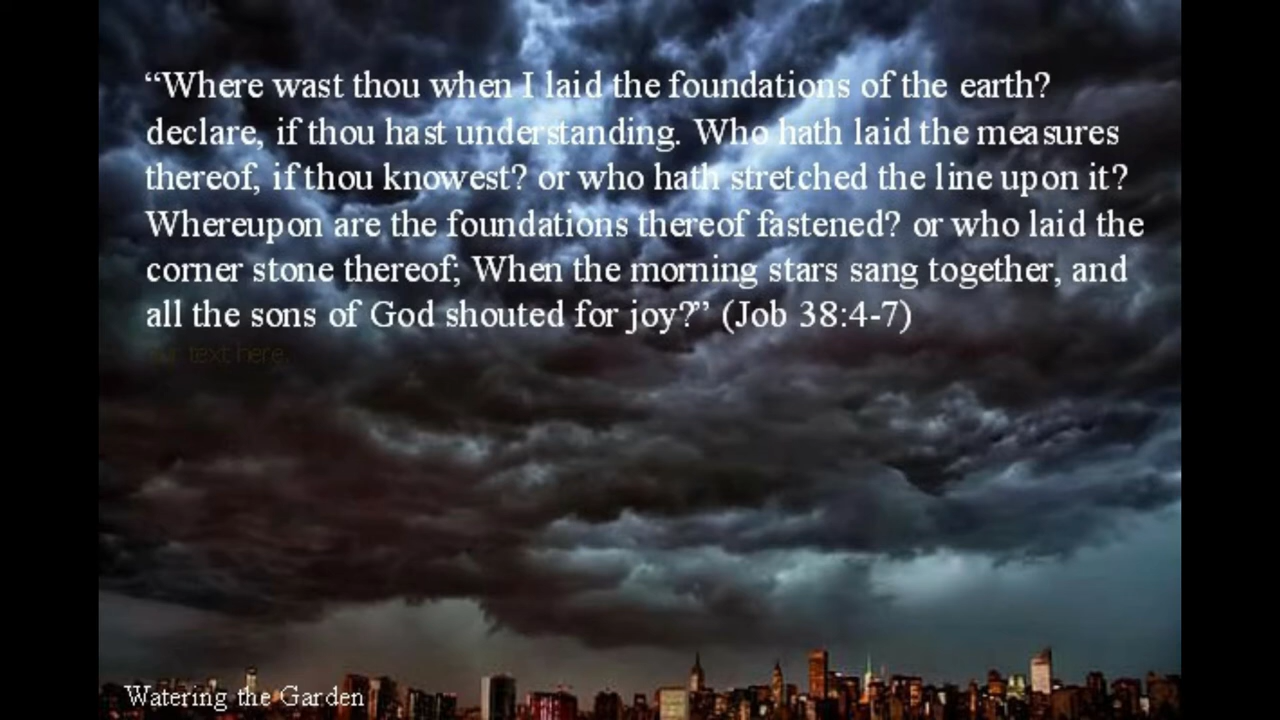 “Where wast thou when I laid the foundations of the earth?
declare, if thou hast understanding. Who hath laid the measures
thereof, if thou knowest? or who hath stretched the line upon it?
Whereupon are the foundations thereof fastened? or who laid the
corner stone thereof; When the morning stars sang together, and
all the sons of God shouted for joy?” (Job 38:4-7)
text here.
Watering the Garden